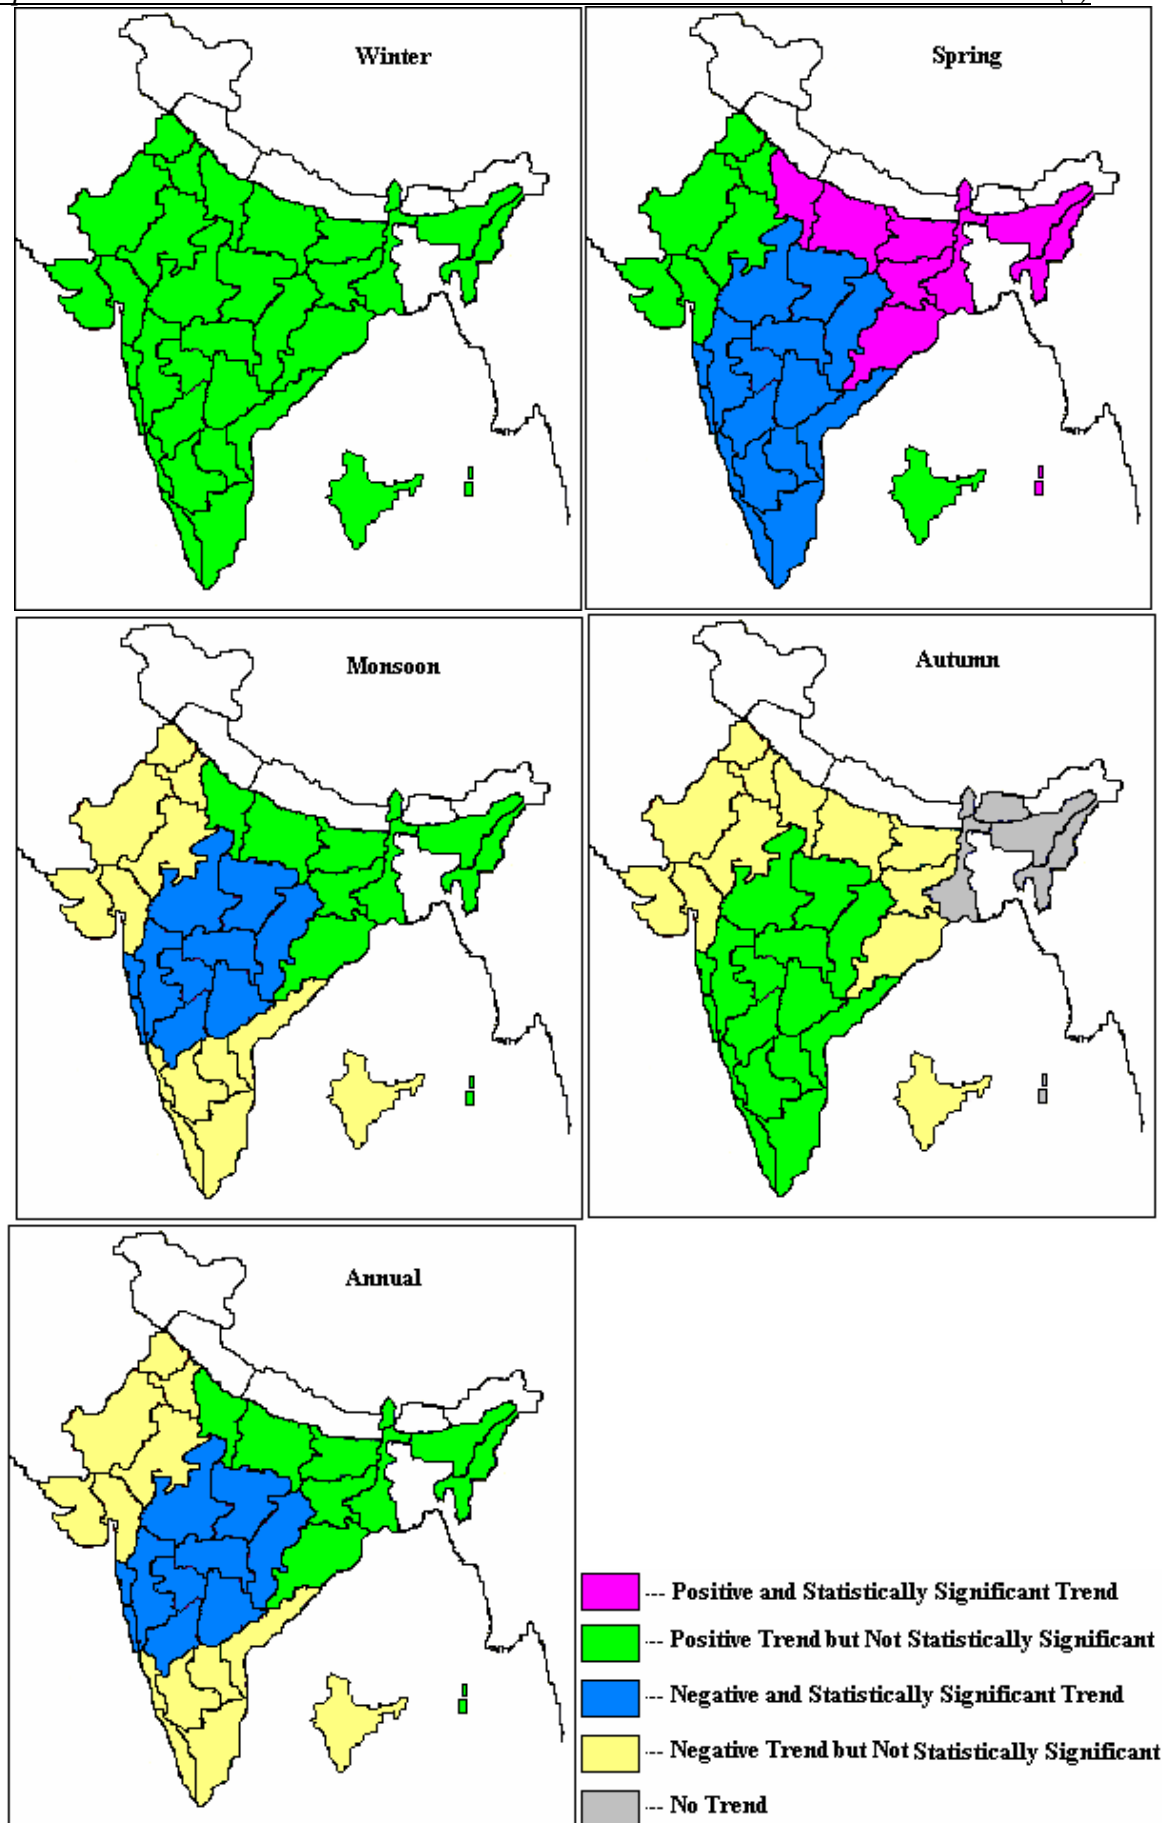 Winter
Spring
Monsoon
Autumn
Annual
--- Positive and Statistically Significant Trend
--- Positive Trend but Not Statistically Significant
--- Negative and Statistically Significant Trend
--- Negative Trend but Not Statistically Significant
--- No Trend